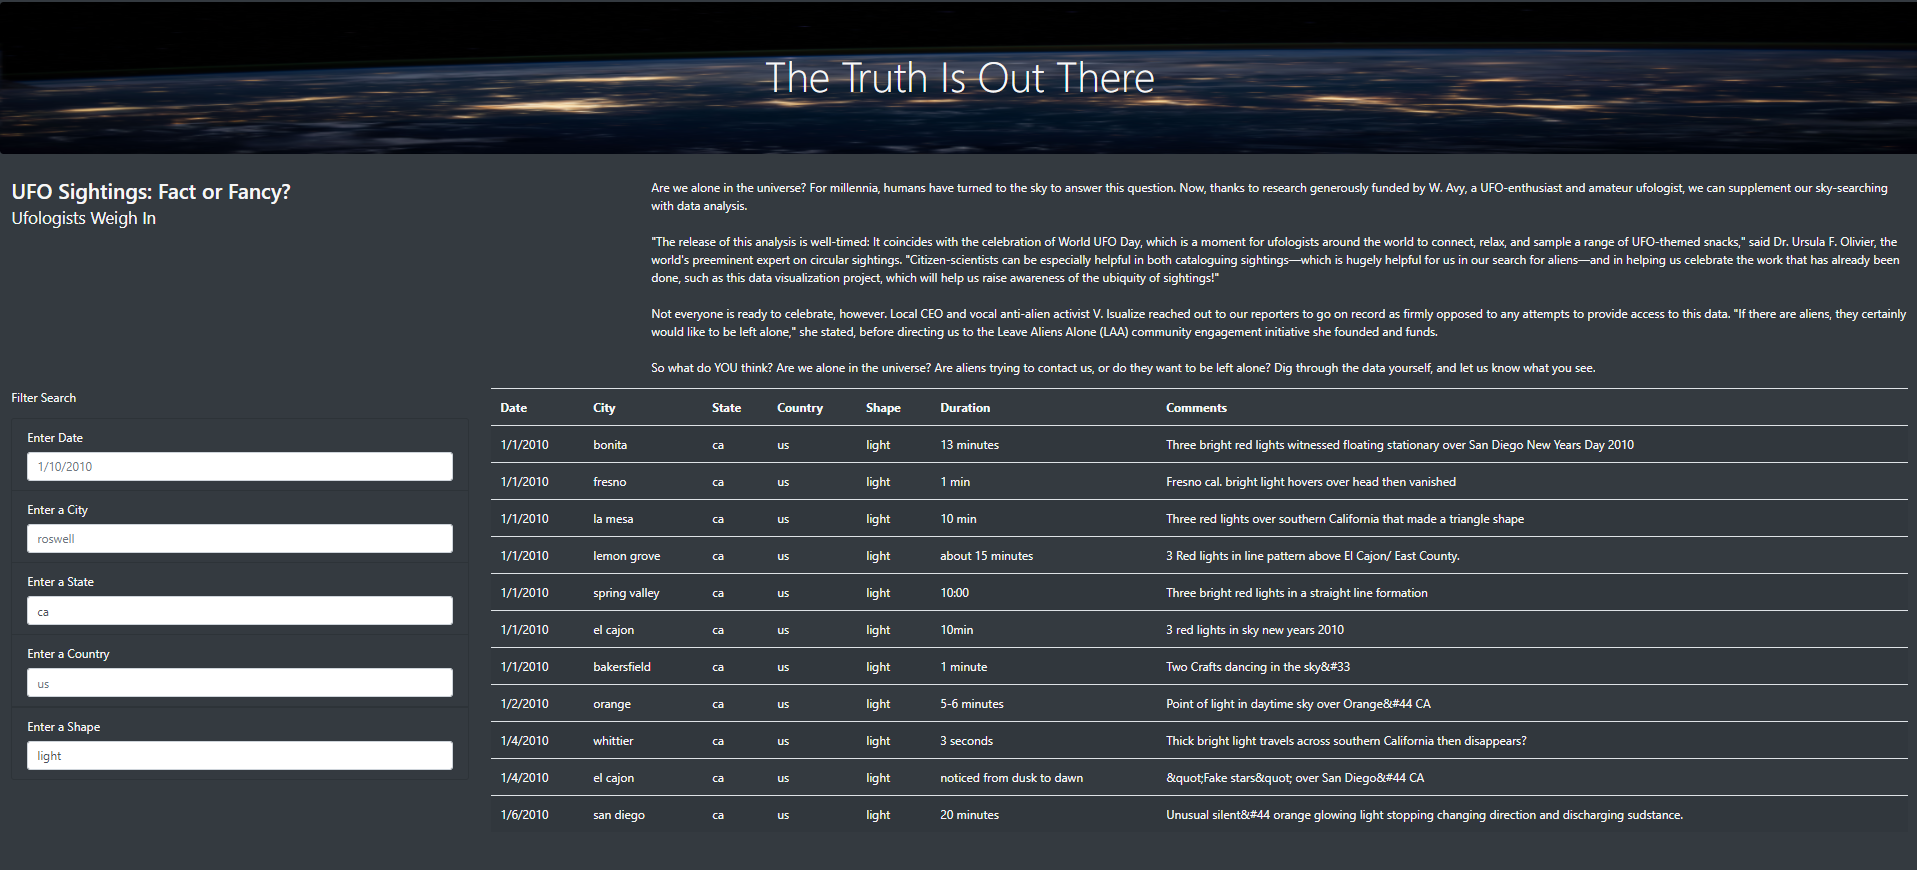 The Truth Is Out There
UFO Sightings: Fact or Fancy?
Ufologists Weigh In
Are we alone in the universe? For millennia, humans have turned to the sky to answer this question. Now, thanks to research generously funded by W. Avy, a UFO-enthusiast and amateur ufologist, we can supplement our sky-searching
with data analysis.
"The release of this analysis is well-timed: It coincides with the celebration of World UFO Day, which is a moment for ufologists around the world to connect, relax, and sample a range of UFO-themed snacks," said Dr. Ursula F. Olivier, the
world's preeminent expert on circular sightings. "Citizen-scientists can be especially helpful in both cataloguing sightings—which is hugely helpful for us in our search for aliens—and in helping us celebrate the work that has already been
done, such as this data visualization project, which will help us raise awareness of the ubiquity of sightings!"
Not everyone is ready to celebrate, however. Local CEO and vocal anti-alien activist V. Isualize reached out to our reporters to go on record as firmly opposed to any attempts to provide access to this data. "If there are aliens, they certainly
would like to be left alone," she stated, before directing us to the Leave Aliens Alone (LAA) community engagement initiative she founded and funds.
So what do YOU think? Are we alone in the universe? Are aliens trying to contact us, or do they want to be left alone? Dig through the data yourself, and let us know what you see.
Filter Search
Enter Date
1/10/2010
Enter a City
roswell
Enter a State
ca
Enter a Country
us
Enter a Shape
light
Date City State Country Shape Duration Comments
1/1/2010 bonita ca us light 13 minutes Three bright red lights witnessed floating stationary over San Diego New Years Day 2010
1/1/2010 fresno ca us light 1 min Fresno cal. bright light hovers over head then vanished
1/1/2010 la mesa ca us light 10 min Three red lights over southern California that made a triangle shape
1/1/2010 lemon grove ca us light about 15 minutes 3 Red lights in line pattern above El Cajon/ East County.
1/1/2010 spring valley ca us light 10:00 Three bright red lights in a straight line formation
1/1/2010 el cajon ca us light 10min 3 red lights in sky new years 2010
1/1/2010 bakersfield ca us light 1 minute Two Crafts dancing in the sky&#33
1/2/2010 orange ca us light 5-6 minutes Point of light in daytime sky over Orange&#44 CA
1/4/2010 whittier ca us light 3 seconds Thick bright light travels across southern California then disappears?
1/4/2010 el cajon ca us light noticed from dusk to dawn &quot;Fake stars&quot; over San Diego&#44 CA
1/6/2010 san diego ca us light 20 minutes Unusual silent&#44 orange glowing light stopping changing direction and discharging sudstance.